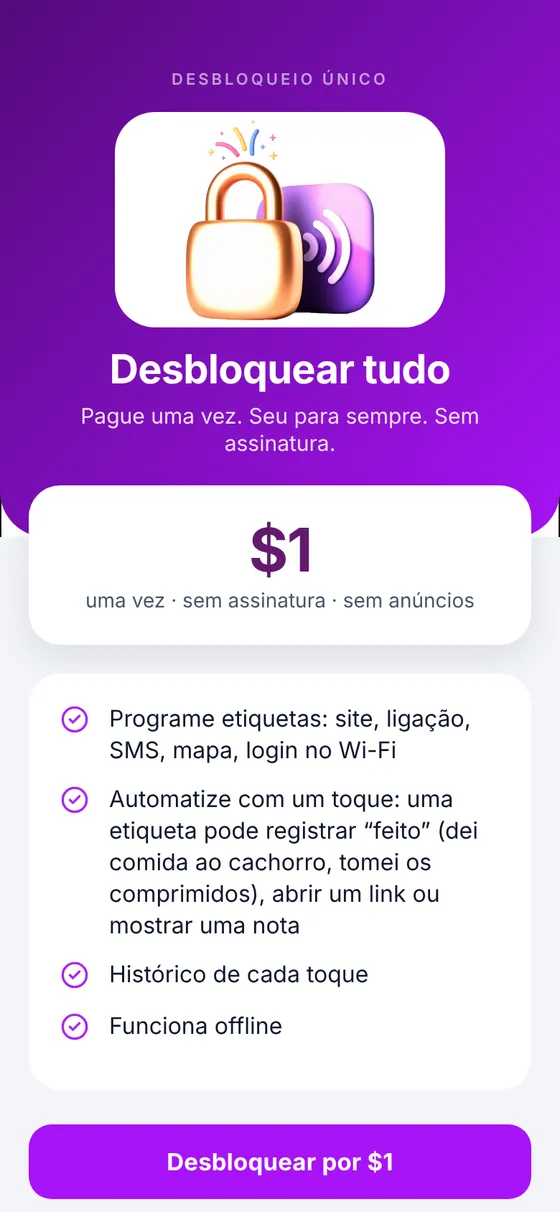 DESBLOQUEIO ÚNICO
Desbloquear tudo
Pague uma vez. Seu para sempre. Sem
assinatura.
$1
uma vez · sem assinatura · sem anúncios
Programe etiquetas: site, ligação,
SMS, mapa, login no Wi-Fi
Automatize com um toque: uma
etiqueta pode registrar “feito” (dei
comida ao cachorro, tomei os
comprimidos), abrir um link ou
mostrar uma nota
Histórico de cada toque
Funciona offline
Desbloquear por $1